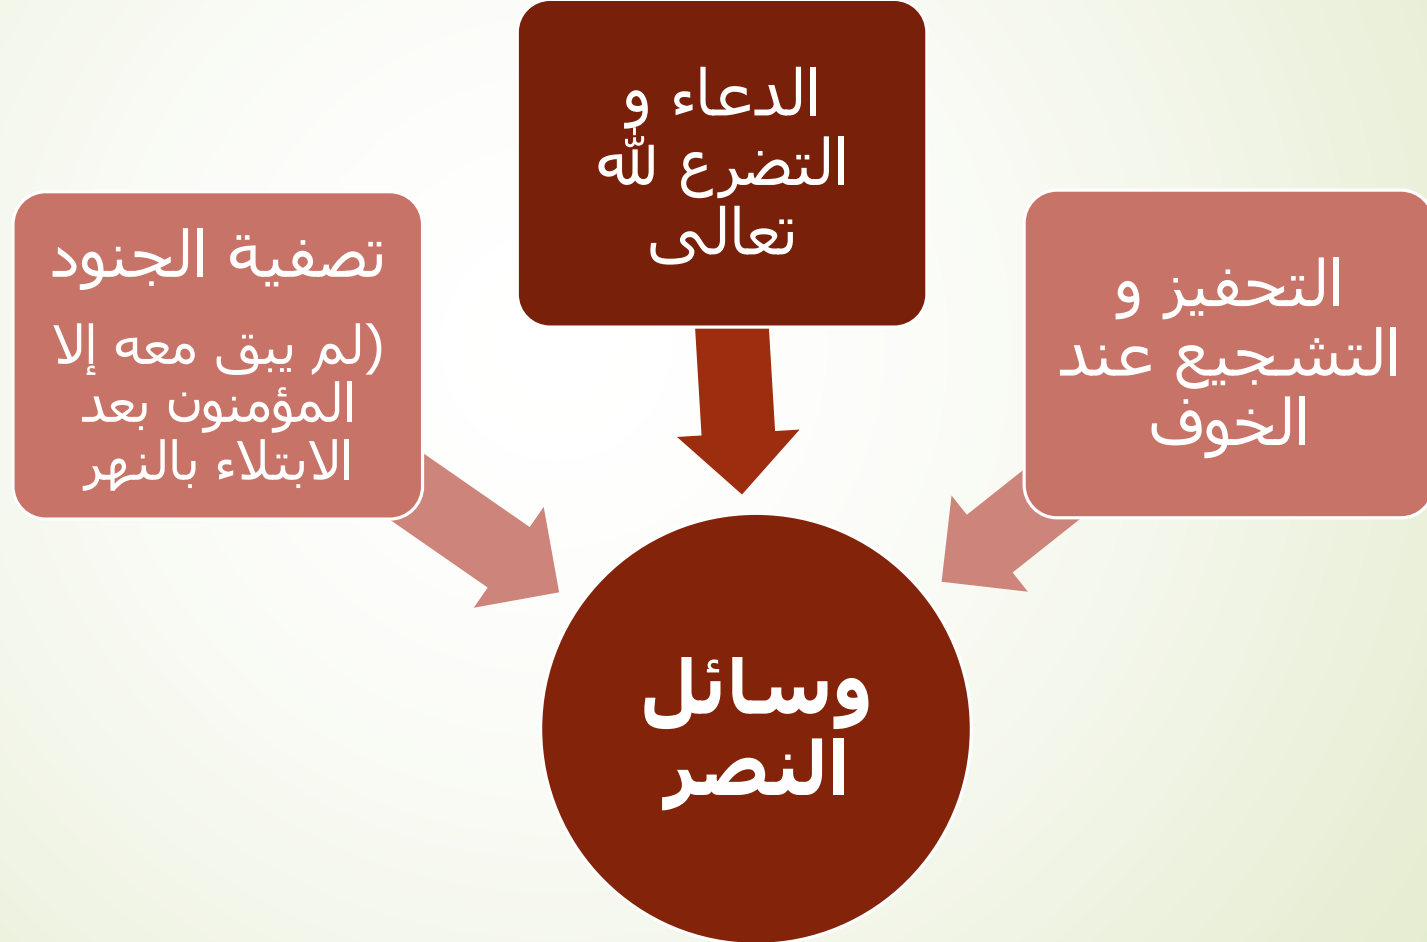 الدعاء و
التضرع لله
تعالى
التحفيز و
التشجيع عند
الخوف
تصفية الجنود
(لم يبق معه إلا
المؤمنون بعد
الابتلاء بالنهر
وسائل
النصر